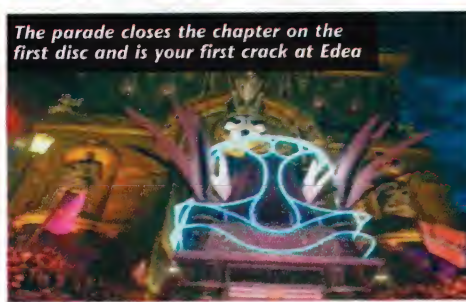 The parade closes the chapter on the
first disc and is your first crack at Edea